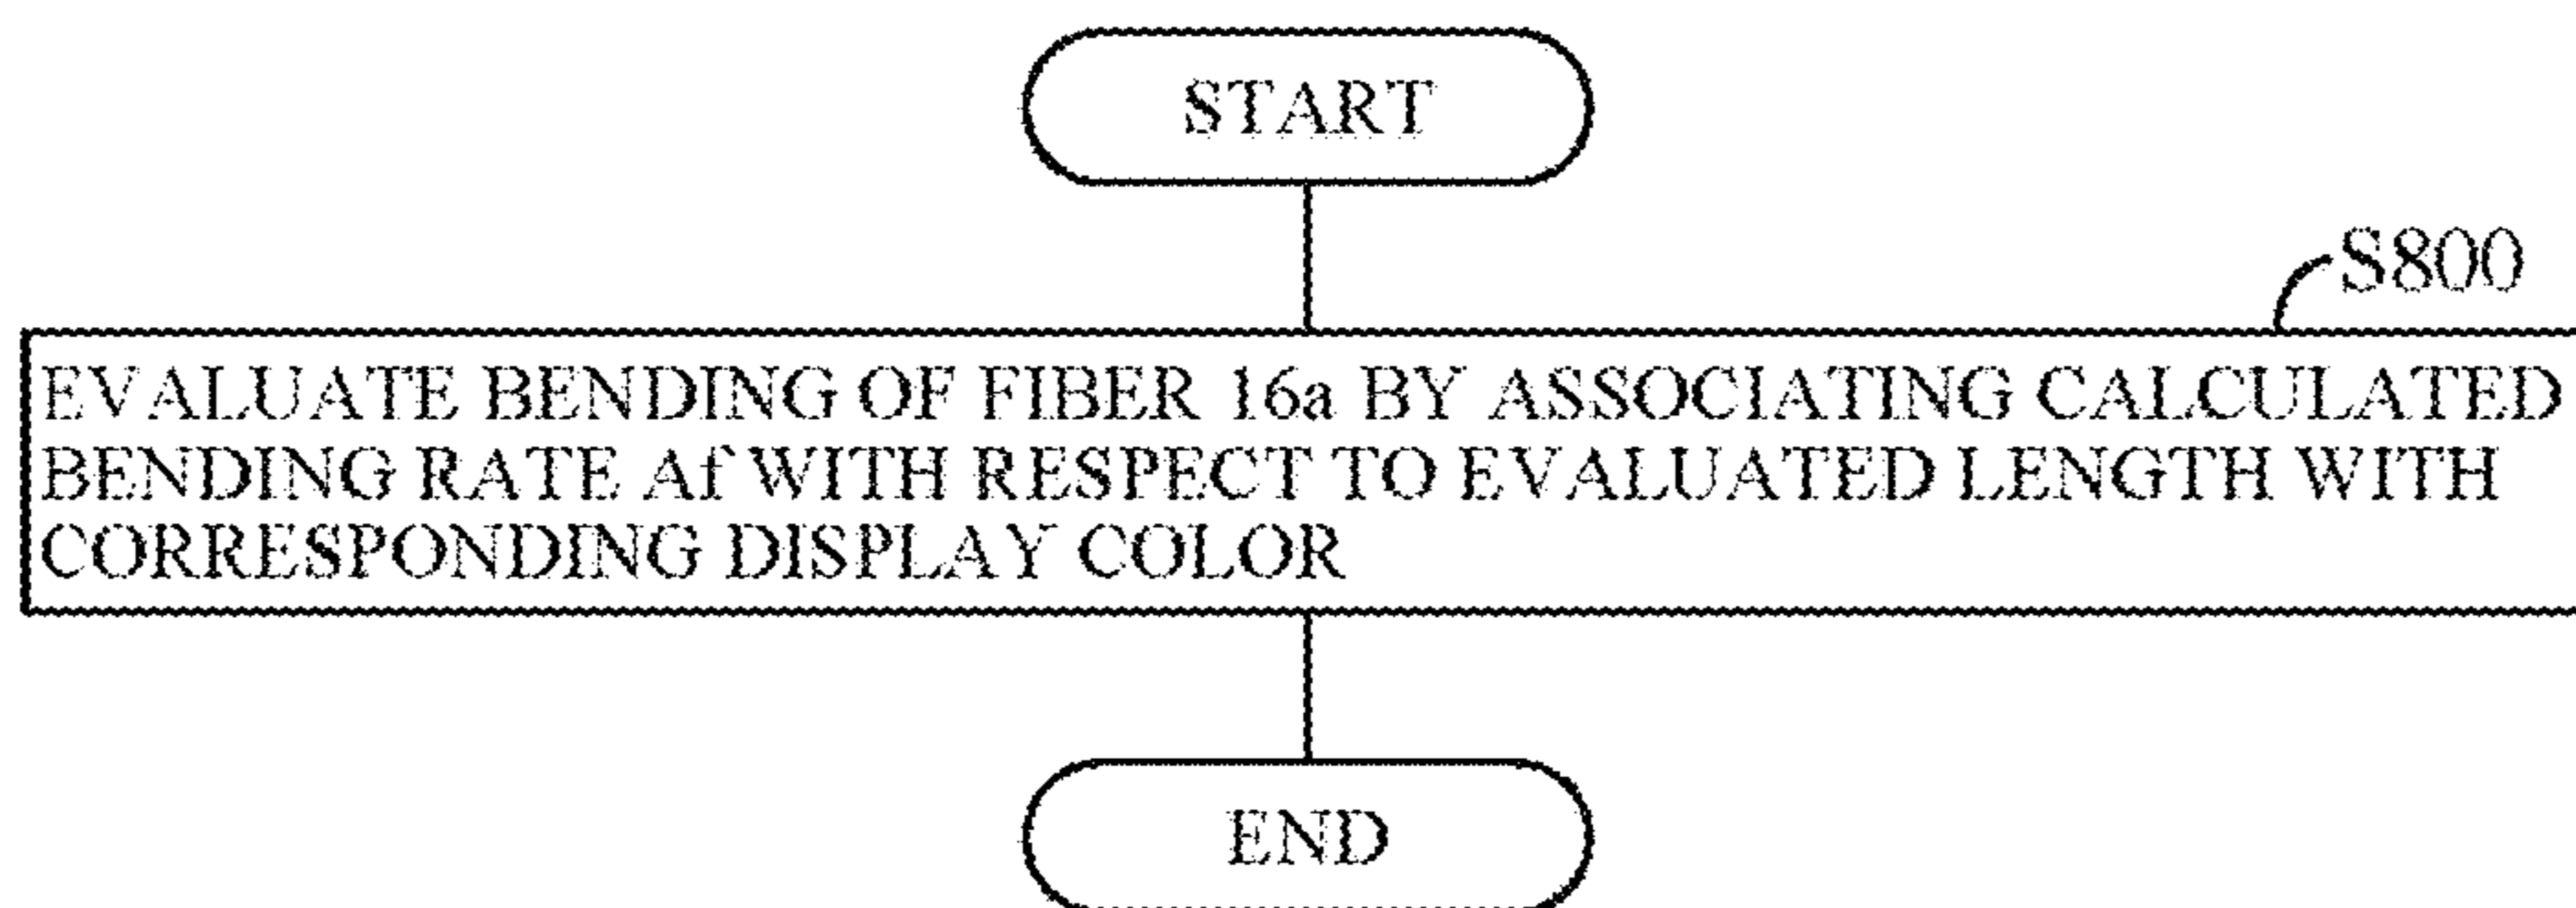 START
S800
EVALUATE BENDING OF FIBER 16a BY ASSOCIATING CALCULATED
BENDING RATE Af WITH RESPECT TO EVALUATED LENGTH WITH
CORRESPONDING DISPLAY COLOR
END